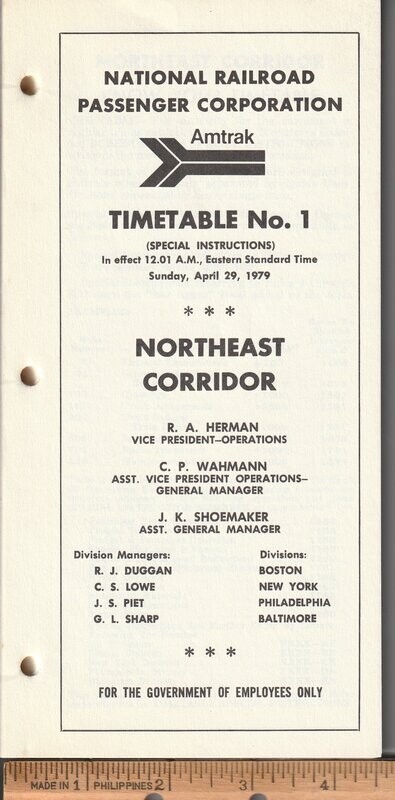 NATIONAL RAILROAD
PASSENGER CORPORATION
Amtrak
TIMETABLE No. 1
(SPECIAL INSTRUCTIONS)
In effect 12.01 A.M., Eastern Standard Time
Sunday, April 29, 1979
* * *
NORTHEAST
CORRIDOR
R. A. HERMAN
VICE PRESIDENT–OPERATIONS
C. P. WAHMANN
ASST. VICE PRESIDENT OPERATIONS–
GENERAL MANAGER
J. K. SHOEMAKER
ASST. GENERAL MANAGER
Division Managers: Divisions:
R. J. DUGGAN BOSTON
C. S. LOWE NEW YORK
J. S. PIET PHILADELPHIA
G. L. SHARP BALTIMORE
* * *
FOR THE GOVERNMENT OF EMPLOYEES ONLY
MADE IN 1 PHILIPPINES 2 3 4